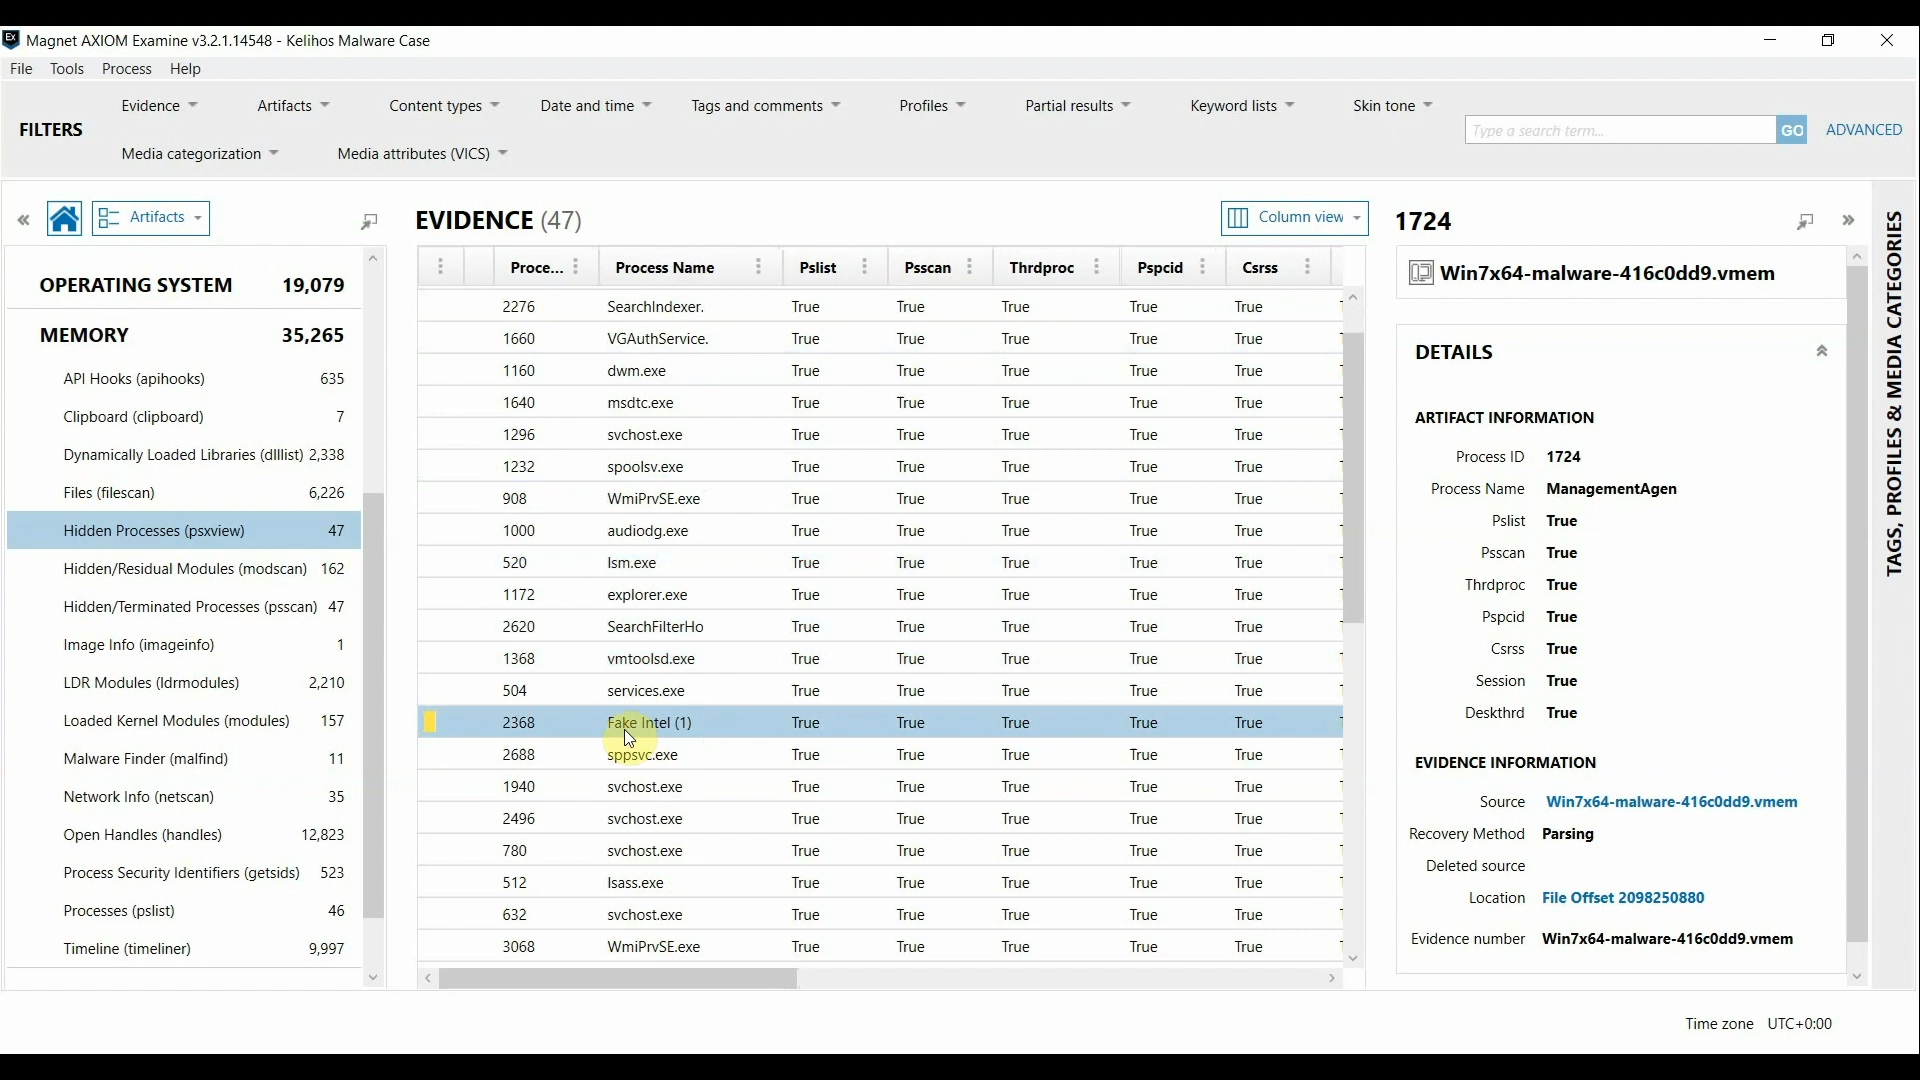 Magnet AXIOM Examine v3.2.1.14548 - Kelihos Malware Case
File Tools Process Help
FILTERS
Evidence Artifacts Content types Date and time Tags and comments Profiles Partial results Keyword lists Skin tone
Media categorization Media attributes (VICS)
Type a search term... GO ADVANCED
Artifacts
OPERATING SYSTEM 19,079
MEMORY 35,265
API Hooks (apihooks) 635
Clipboard (clipboard) 7
Dynamically Loaded Libraries (dlllist) 2,338
Files (filescan) 6,226
Hidden Processes (psxview) 47
Hidden/Residual Modules (modscan) 162
Hidden/Terminated Processes (psscan) 47
Image Info (imageinfo) 1
LDR Modules (ldrmodules) 2,210
Loaded Kernel Modules (modules) 157
Malware Finder (malfind) 11
Network Info (netscan) 35
Open Handles (handles) 12,823
Process Security Identifiers (getsids) 523
Processes (pslist) 46
Timeline (timeliner) 9,997
EVIDENCE (47)
Column view
Proce... Process Name Pslist Psscan Thrdproc Pspcid Csrss
2276 SearchIndexer. True True True True True
1660 VGAuthService. True True True True True
1160 dwm.exe True True True True True
1640 msdtc.exe True True True True True
1296 svchost.exe True True True True True
1232 spoolsv.exe True True True True True
908 WmiPrvSE.exe True True True True True
1000 audiodg.exe True True True True True
520 lsm.exe True True True True True
1172 explorer.exe True True True True True
2620 SearchFilterHo True True True True True
1368 vmtoolsd.exe True True True True True
504 services.exe True True True True True
2368 Fake Intel (1) True True True True True
2688 sppsvc.exe True True True True True
1940 svchost.exe True True True True True
2496 svchost.exe True True True True True
780 svchost.exe True True True True True
512 lsass.exe True True True True True
632 svchost.exe True True True True True
3068 WmiPrvSE.exe True True True True True
1724
Win7x64-malware-416c0dd9.vmem
DETAILS
ARTIFACT INFORMATION
Process ID 1724
Process Name ManagementAgen
Pslist True
Psscan True
Thrdproc True
Pspcid True
Csrss True
Session True
Deskthrd True
EVIDENCE INFORMATION
Source Win7x64-malware-416c0dd9.vmem
Recovery Method Parsing
Deleted source
Location File Offset 2098250880
Evidence number Win7x64-malware-416c0dd9.vmem
TAGS, PROFILES & MEDIA CATEGORIES
Time zone UTC+0:00